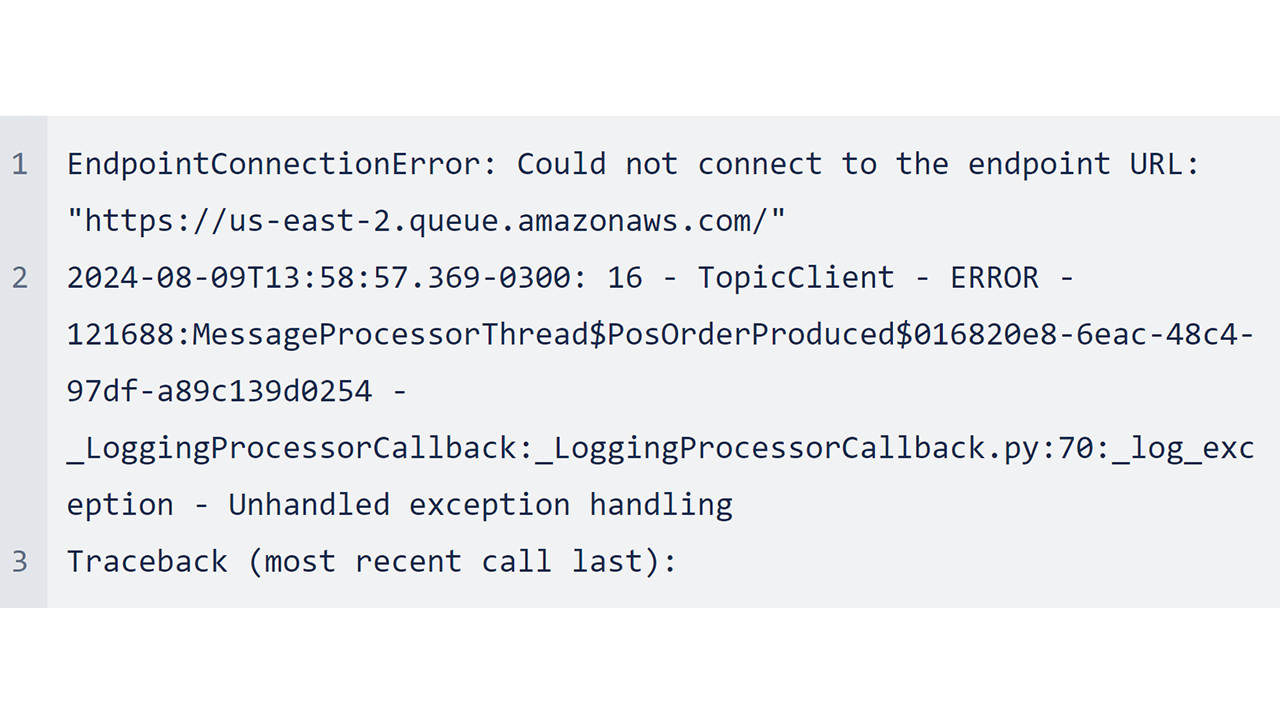 1 EndpointConnectionError: Could not connect to the endpoint URL:
"https://us-east-2.queue.amazonaws.com/"
2 2024-08-09T13:58:57.369-0300: 16 - TopicClient - ERROR -
121688:MessageProcessorThread$PosOrderProduced$016820e8-6eac-48c4-
97df-a89c139d0254 -
_LoggingProcessorCallback:_LoggingProcessorCallback.py:70:_log_exc
eption - Unhandled exception handling
3 Traceback (most recent call last):